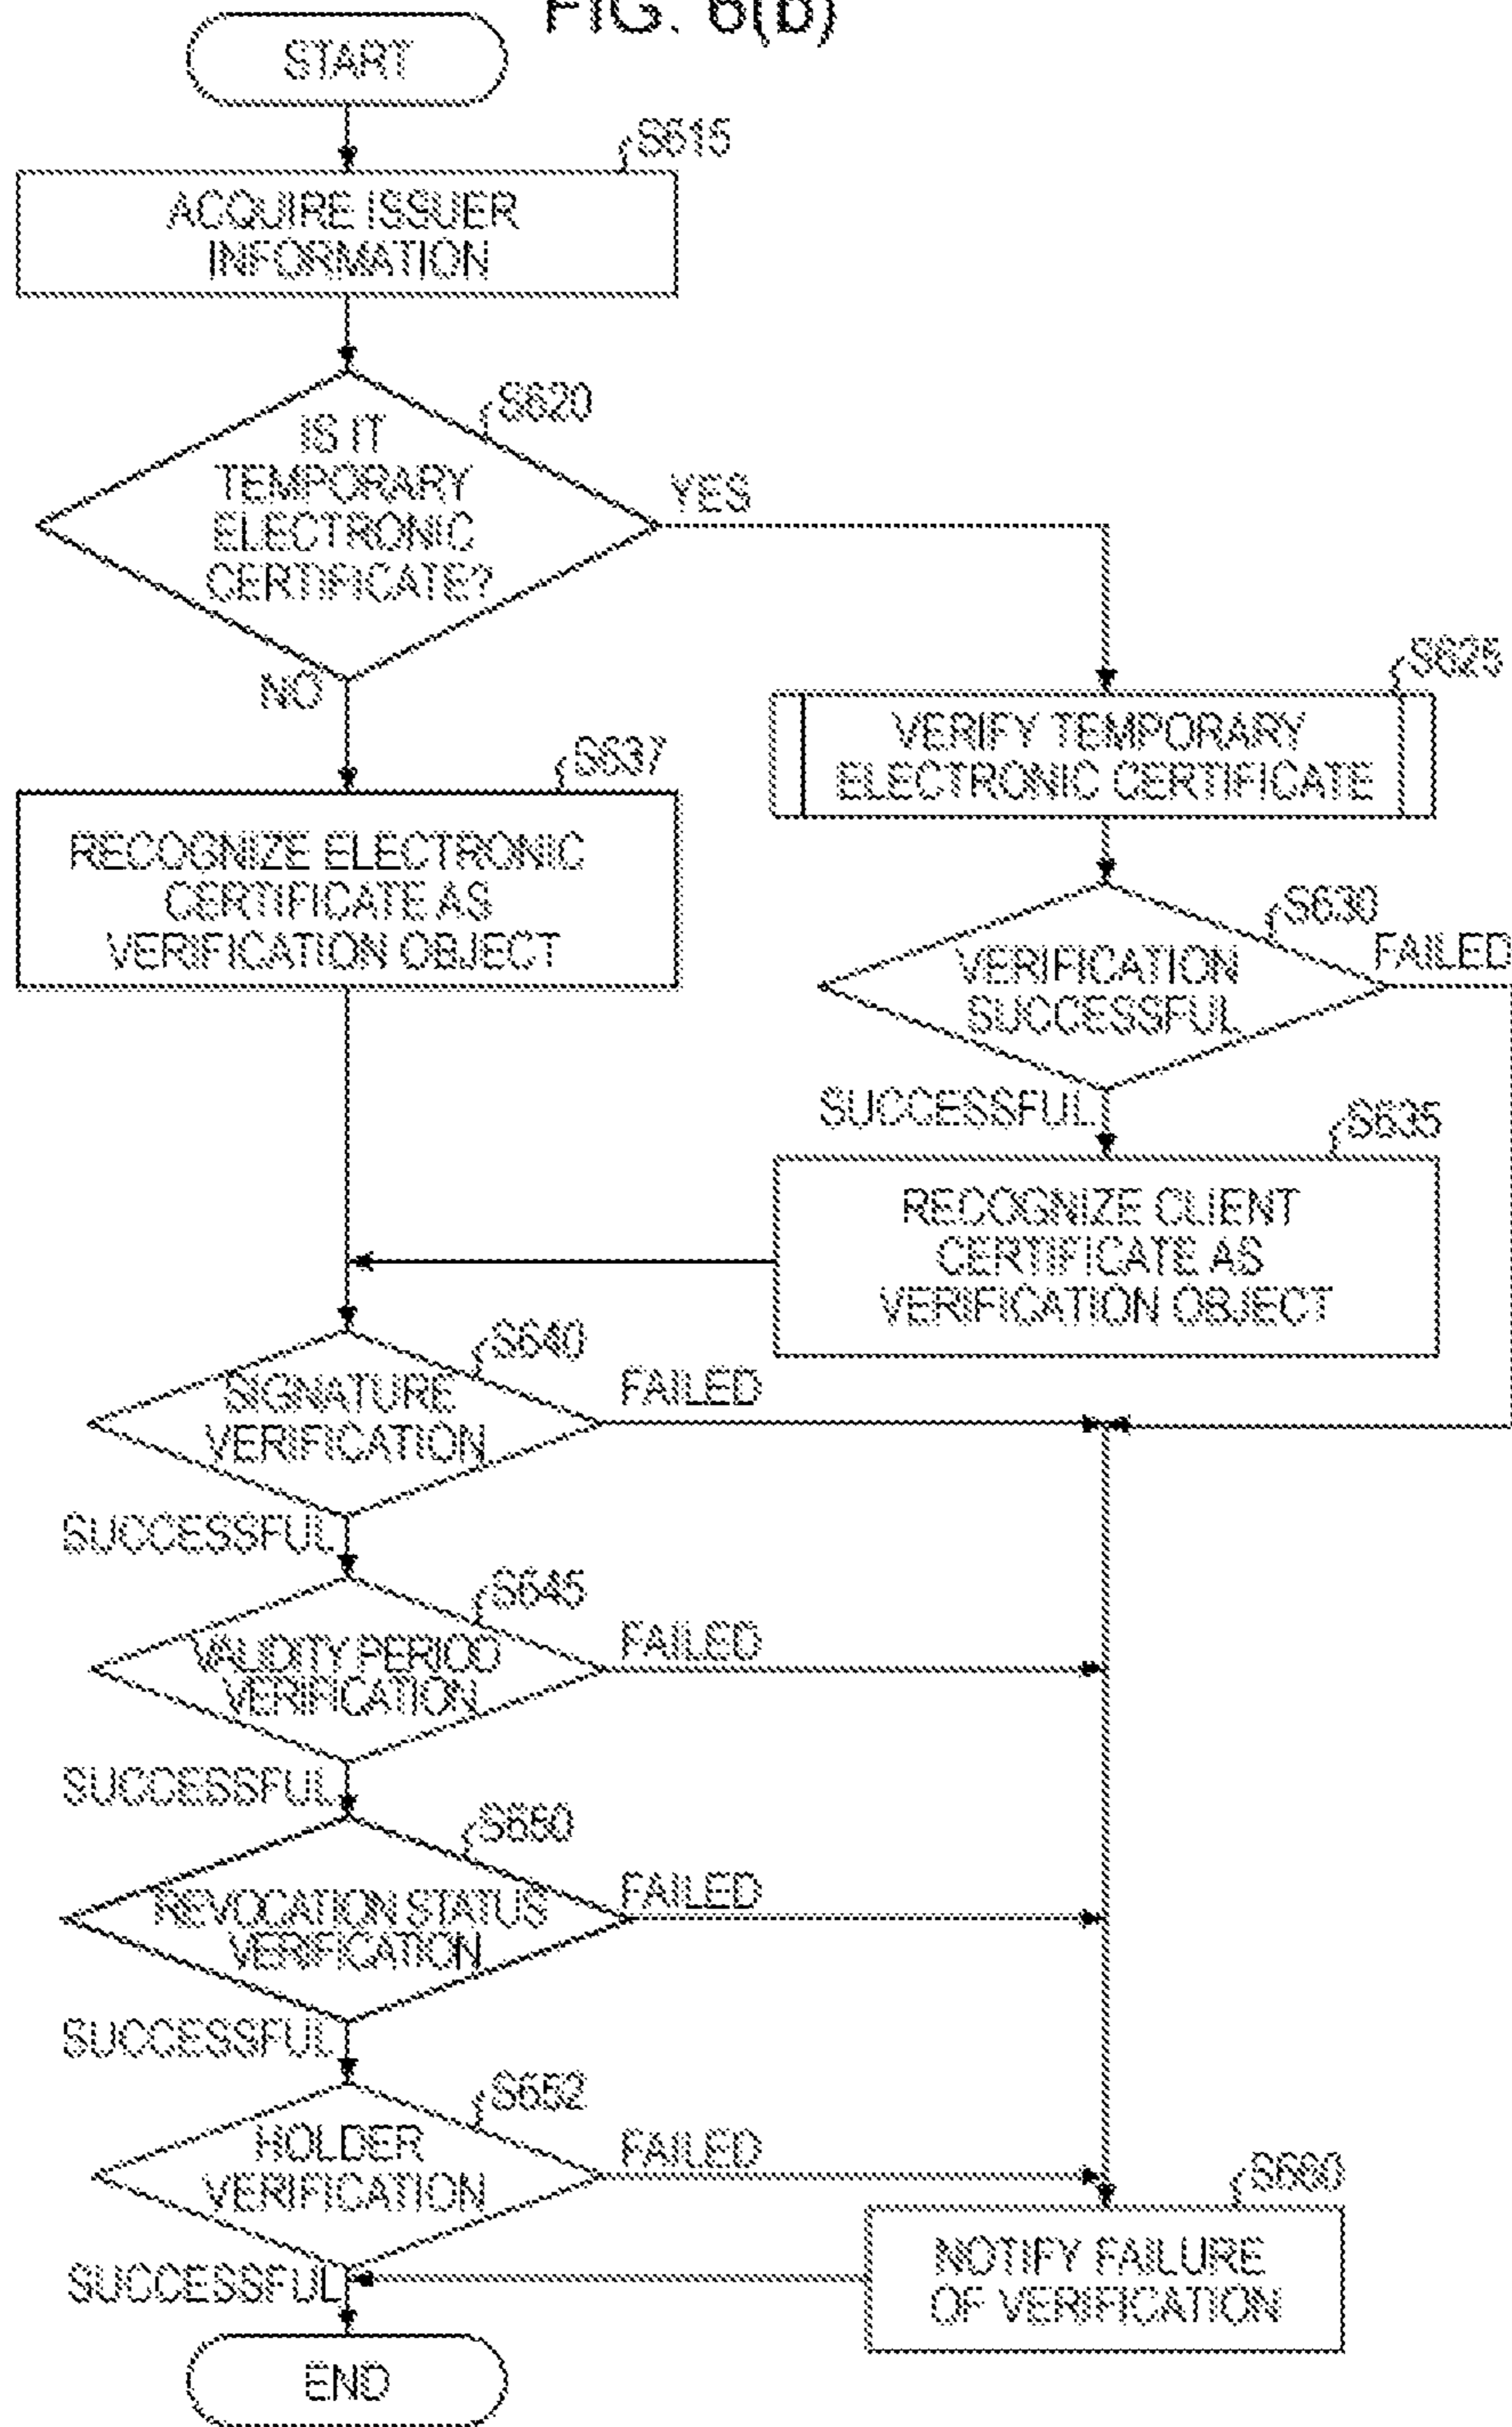 FIG. 6(b)
START
S615
ACQUIRE ISSUER
INFORMATION
S620
IS IT
TEMPORARY
ELECTRONIC
CERTIFICATE?
YES
NO
S625
VERIFY TEMPORARY
ELECTRONIC CERTIFICATE
S637
RECOGNIZE ELECTRONIC
CERTIFICATE AS
VERIFICATION OBJECT
S630
VERIFICATION
SUCCESSFUL
FAILED
SUCCESSFUL
S635
RECOGNIZE CLIENT
CERTIFICATE AS
VERIFICATION OBJECT
S640
SIGNATURE
VERIFICATION
FAILED
SUCCESSFUL
S645
VALIDITY PERIOD
VERIFICATION
FAILED
SUCCESSFUL
S650
REVOCATION STATUS
VERIFICATION
FAILED
SUCCESSFUL
S652
HOLDER
VERIFICATION
FAILED
SUCCESSFUL
S660
NOTIFY FAILURE
OF VERIFICATION
END